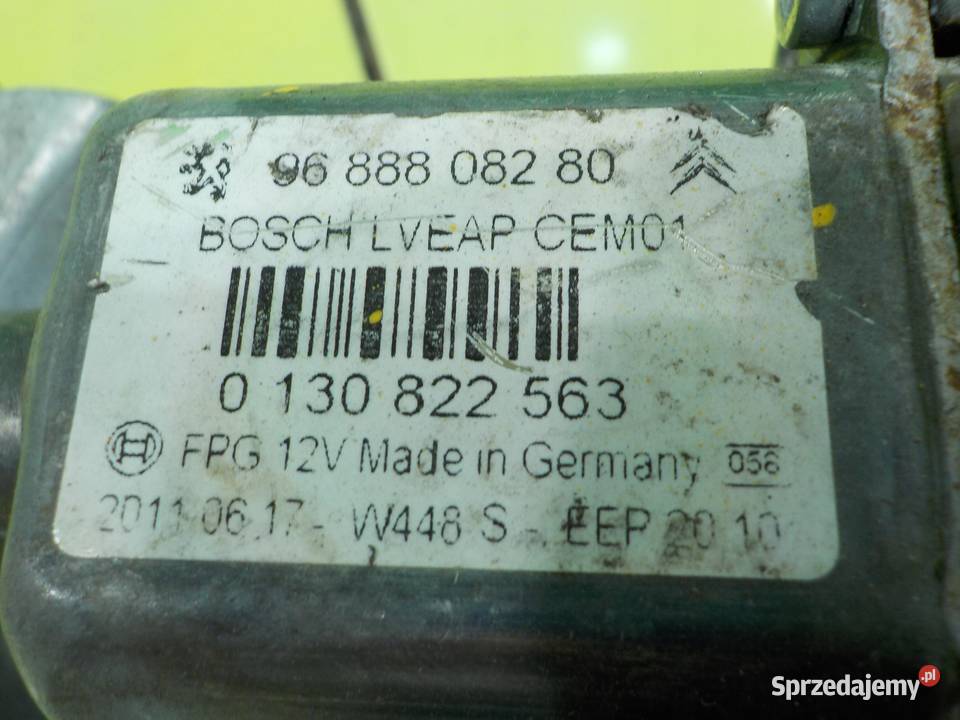 96 888 082 80
BOSCH LVEAP CEM01
0 130 822 563
FPG 12V Made in Germany 056
2011 06 17 - W448 S - EEP 20 10
Sprzedajemy.pl